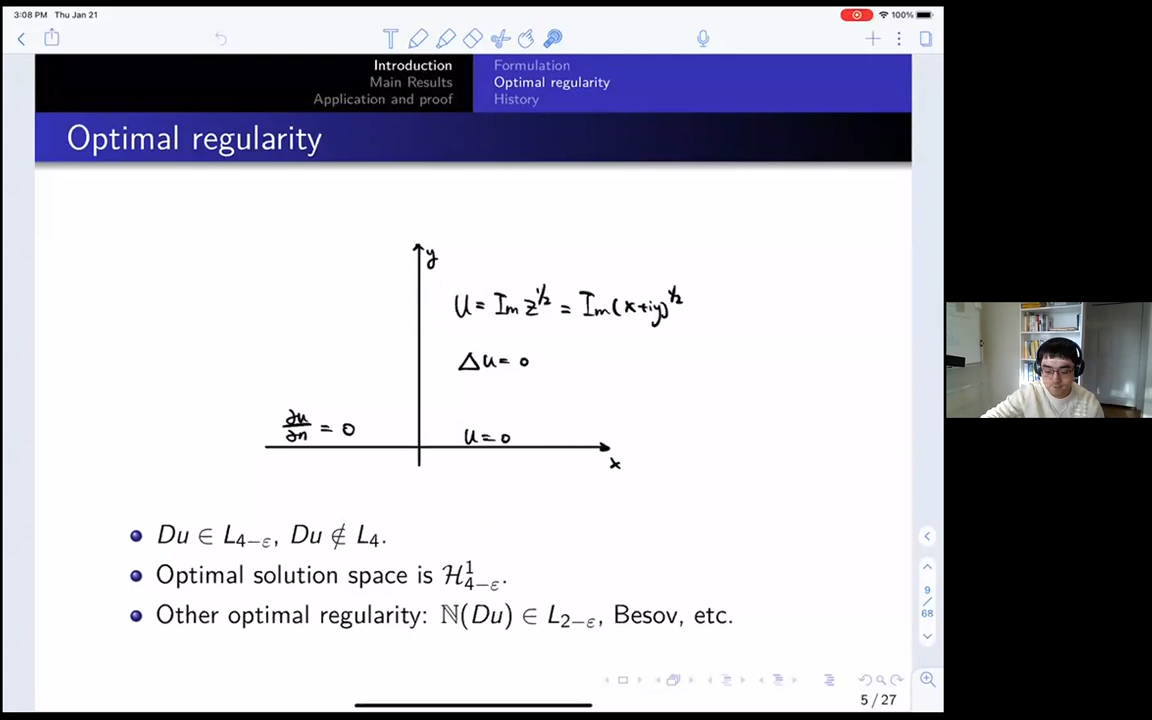 3:08 PM Thu Jan 21
100%
Introduction
Main Results
Application and proof
Formulation
Optimal regularity
History
Optimal regularity
y
U = Im z^{1/2} = Im(x+iy)^{1/2}
Δu = 0
∂u/∂n = 0
u = 0
x
Du ∈ L_{4−ε}, Du ∉ L_4.
Optimal solution space is ℋ^1_{4−ε}.
Other optimal regularity: ℕ(Du) ∈ L_{2−ε}, Besov, etc.
9
/
68
5 / 27